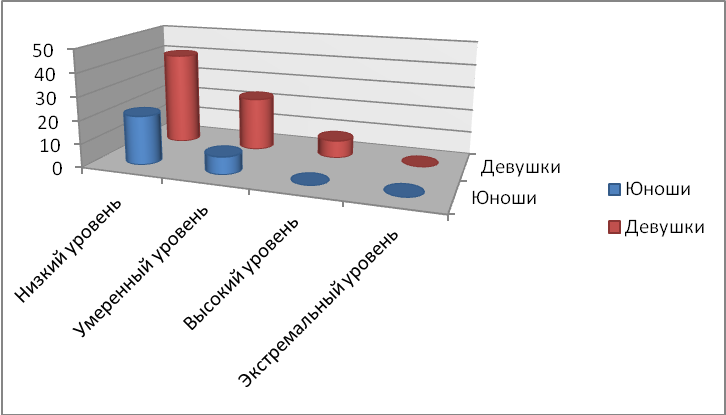 50
40
30
20
10
0
Девушки
Юноши
Низкий уровень
Умеренный уровень
Высокий уровень
Экстремальный уровень
Юноши
Девушки